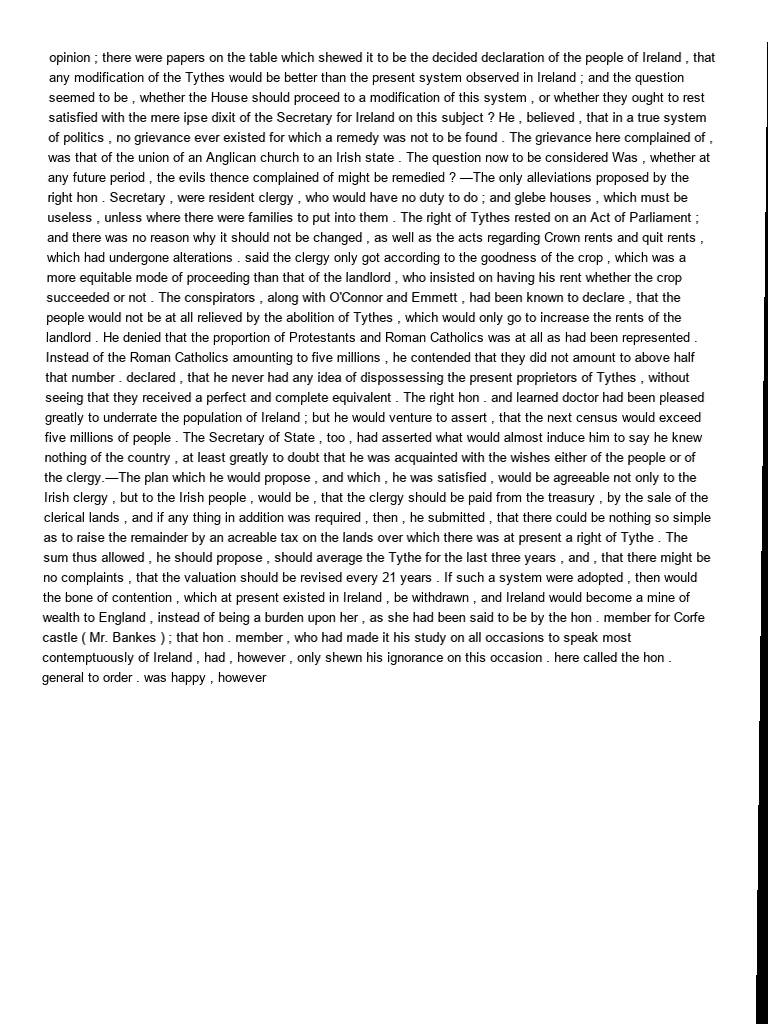 opinion ; there were papers on the table which shewed it to be the decided declaration of the people of Ireland , that
any modification of the Tythes would be better than the present system observed in Ireland ; and the question
seemed to be , whether the House should proceed to a modification of this system , or whether they ought to rest
satisfied with the mere ipse dixit of the Secretary for Ireland on this subject ? He , believed , that in a true system
of politics , no grievance ever existed for which a remedy was not to be found . The grievance here complained of ,
was that of the union of an Anglican church to an Irish state . The question now to be considered Was , whether at
any future period , the evils thence complained of might be remedied ? —The only alleviations proposed by the
right hon . Secretary , were resident clergy , who would have no duty to do ; and glebe houses , which must be
useless , unless where there were families to put into them . The right of Tythes rested on an Act of Parliament ;
and there was no reason why it should not be changed , as well as the acts regarding Crown rents and quit rents ,
which had undergone alterations . said the clergy only got according to the goodness of the crop , which was a
more equitable mode of proceeding than that of the landlord , who insisted on having his rent whether the crop
succeeded or not . The conspirators , along with O'Connor and Emmett , had been known to declare , that the
people would not be at all relieved by the abolition of Tythes , which would only go to increase the rents of the
landlord . He denied that the proportion of Protestants and Roman Catholics was at all as had been represented .
Instead of the Roman Catholics amounting to five millions , he contended that they did not amount to above half
that number . declared , that he never had any idea of dispossessing the present proprietors of Tythes , without
seeing that they received a perfect and complete equivalent . The right hon . and learned doctor had been pleased
greatly to underrate the population of Ireland ; but he would venture to assert , that the next census would exceed
five millions of people . The Secretary of State , too , had asserted what would almost induce him to say he knew
nothing of the country , at least greatly to doubt that he was acquainted with the wishes either of the people or of
the clergy.—The plan which he would propose , and which , he was satisfied , would be agreeable not only to the
Irish clergy , but to the Irish people , would be , that the clergy should be paid from the treasury , by the sale of the
clerical lands , and if any thing in addition was required , then , he submitted , that there could be nothing so simple
as to raise the remainder by an acreable tax on the lands over which there was at present a right of Tythe . The
sum thus allowed , he should propose , should average the Tythe for the last three years , and , that there might be
no complaints , that the valuation should be revised every 21 years . If such a system were adopted , then would
the bone of contention , which at present existed in Ireland , be withdrawn , and Ireland would become a mine of
wealth to England , instead of being a burden upon her , as she had been said to be by the hon . member for Corfe
castle ( Mr. Bankes ) ; that hon . member , who had made it his study on all occasions to speak most
contemptuously of Ireland , had , however , only shewn his ignorance on this occasion . here called the hon .
general to order . was happy , however